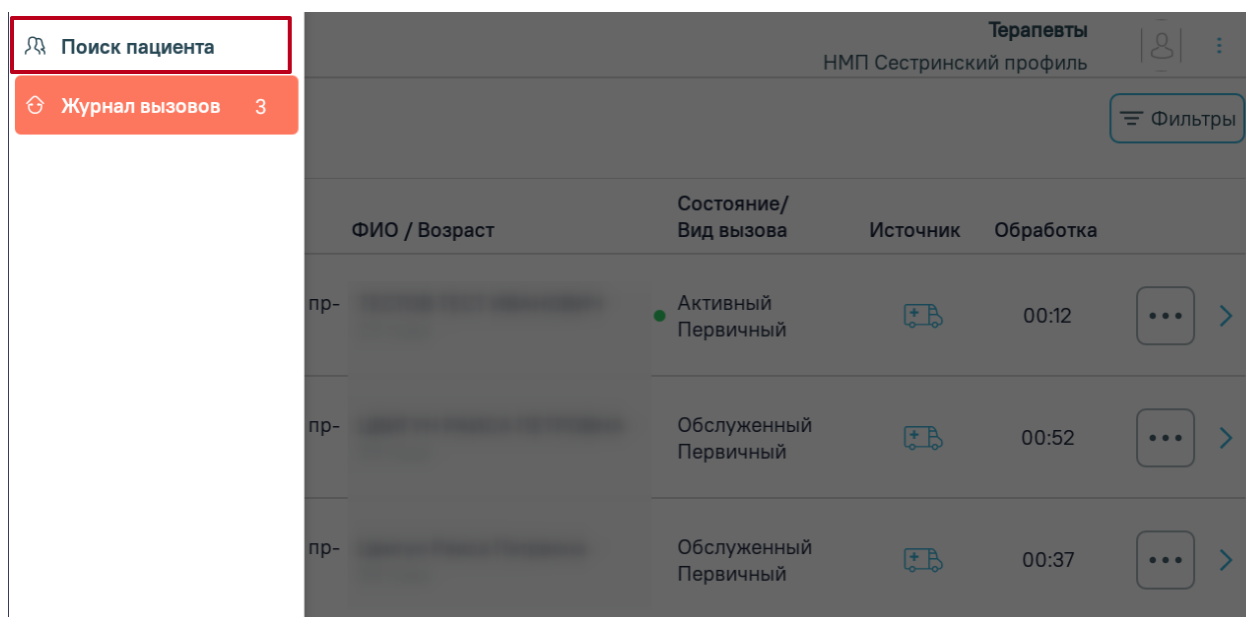 Поиск пациента
Журнал вызовов 3
Терапевты
НМП Сестринский профиль
Фильтры
ФИО / Возраст
Состояние/
Вид вызова
Источник
Обработка
пр-
Активный
Первичный
00:12
пр-
Обслуженный
Первичный
00:52
пр-
Обслуженный
Первичный
00:37